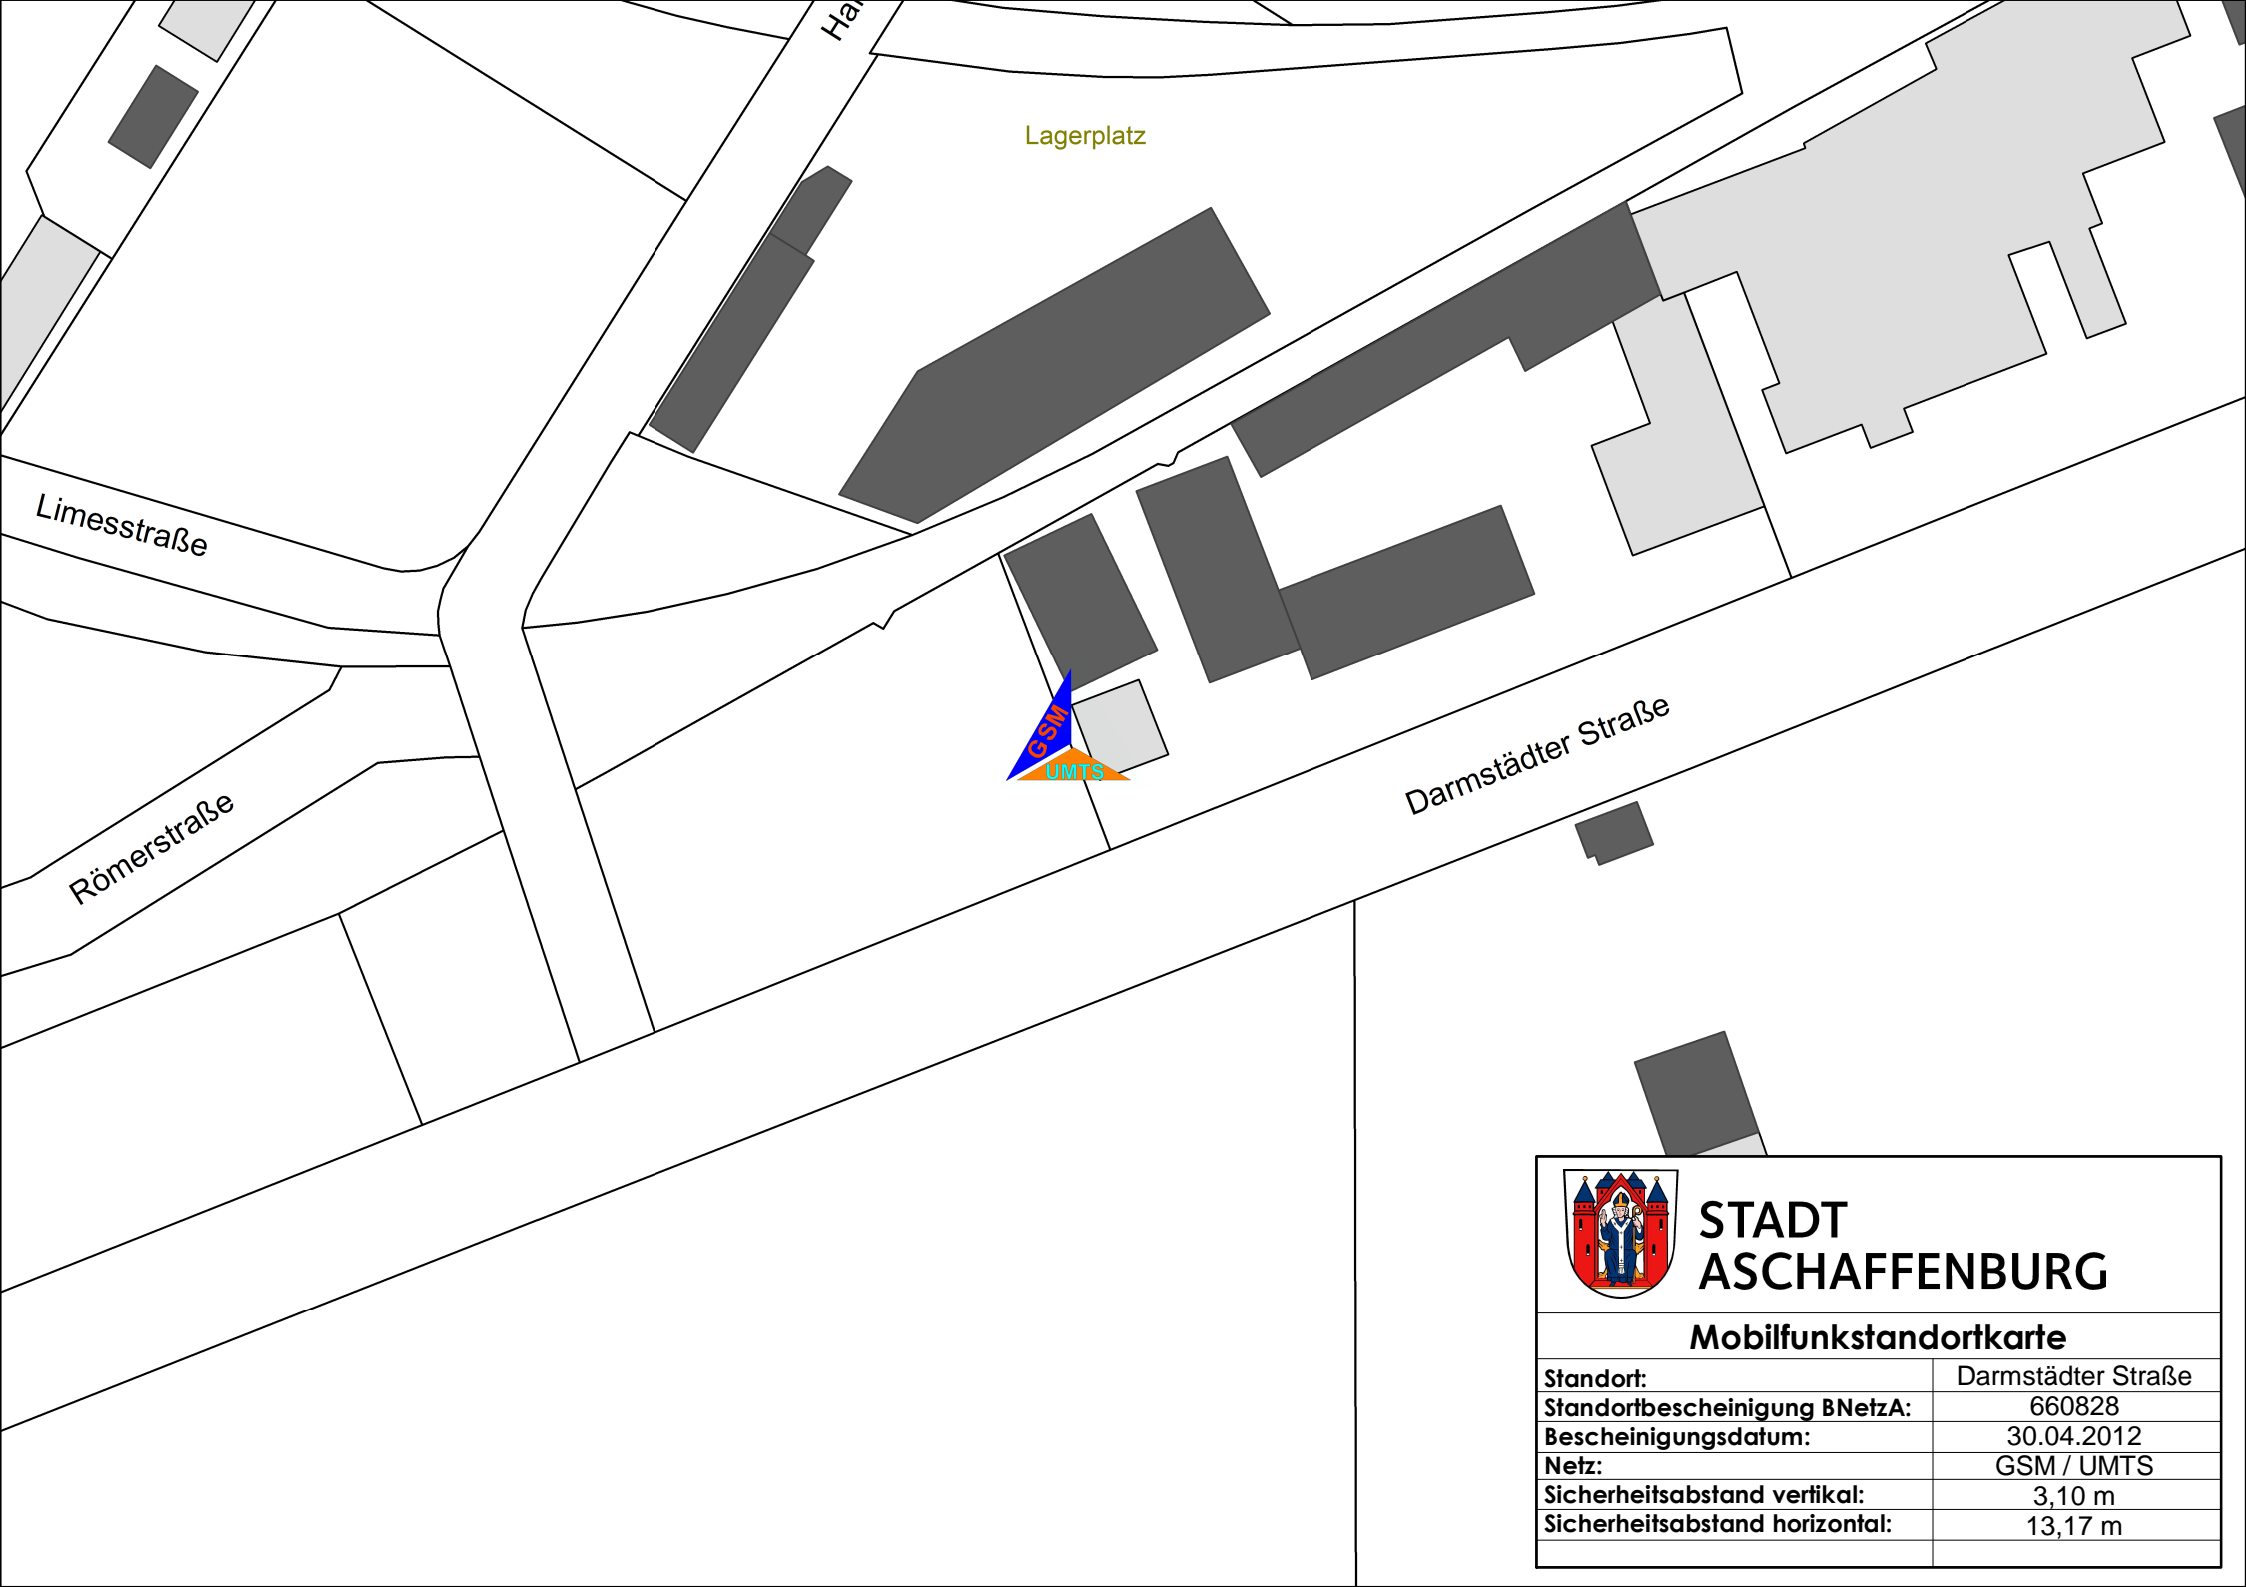 Lagerplatz
Limesstraße
GSM
UMTS
Darmstädter Straße
Römerstraße
STADT
ASCHAFFENBURG
Mobilfunkstandortkarte
Standort: Darmstädter Straße
Standortbescheinigung BNetzA: 660828
Bescheinigungsdatum: 30.04.2012
Netz: GSM / UMTS
Sicherheitsabstand vertikal: 3,10 m
Sicherheitsabstand horizontal: 13,17 m